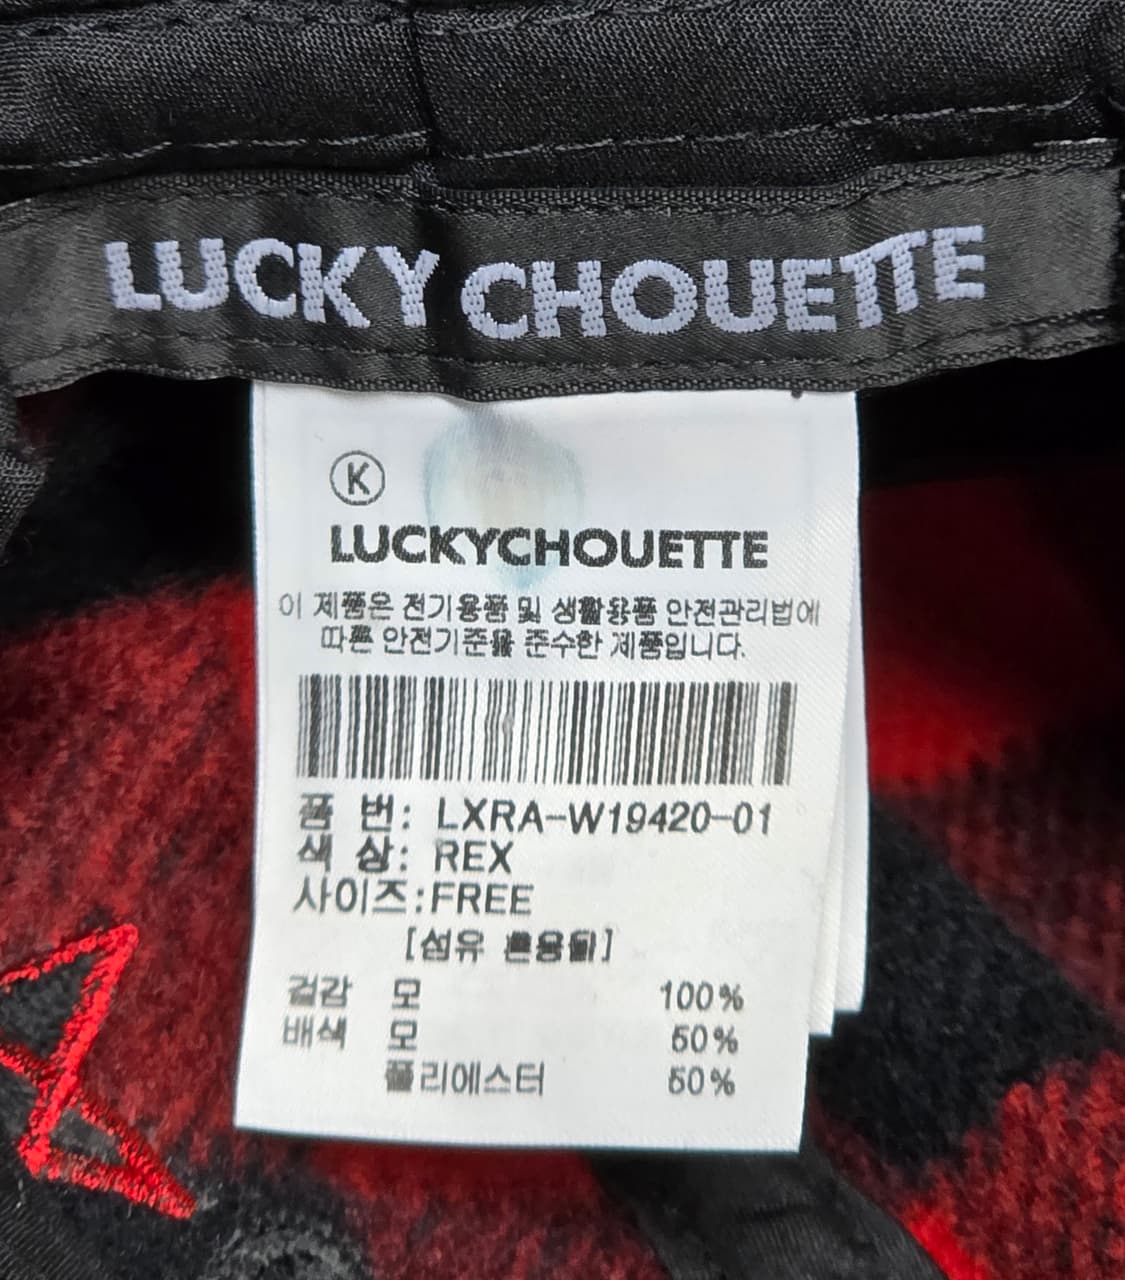 LUCKY CHOUETTE
Ⓚ
LUCKYCHOUETTE
이 제품은 전기용품 및 생활용품 안전관리법에
따른 안전기준을 준수한 제품입니다.
품 번: LXRA-W19420-01
색 상: REX
사이즈:FREE
[섬유 혼용율]
겉감 모 100%
배색 모 50%
폴리에스터 50%